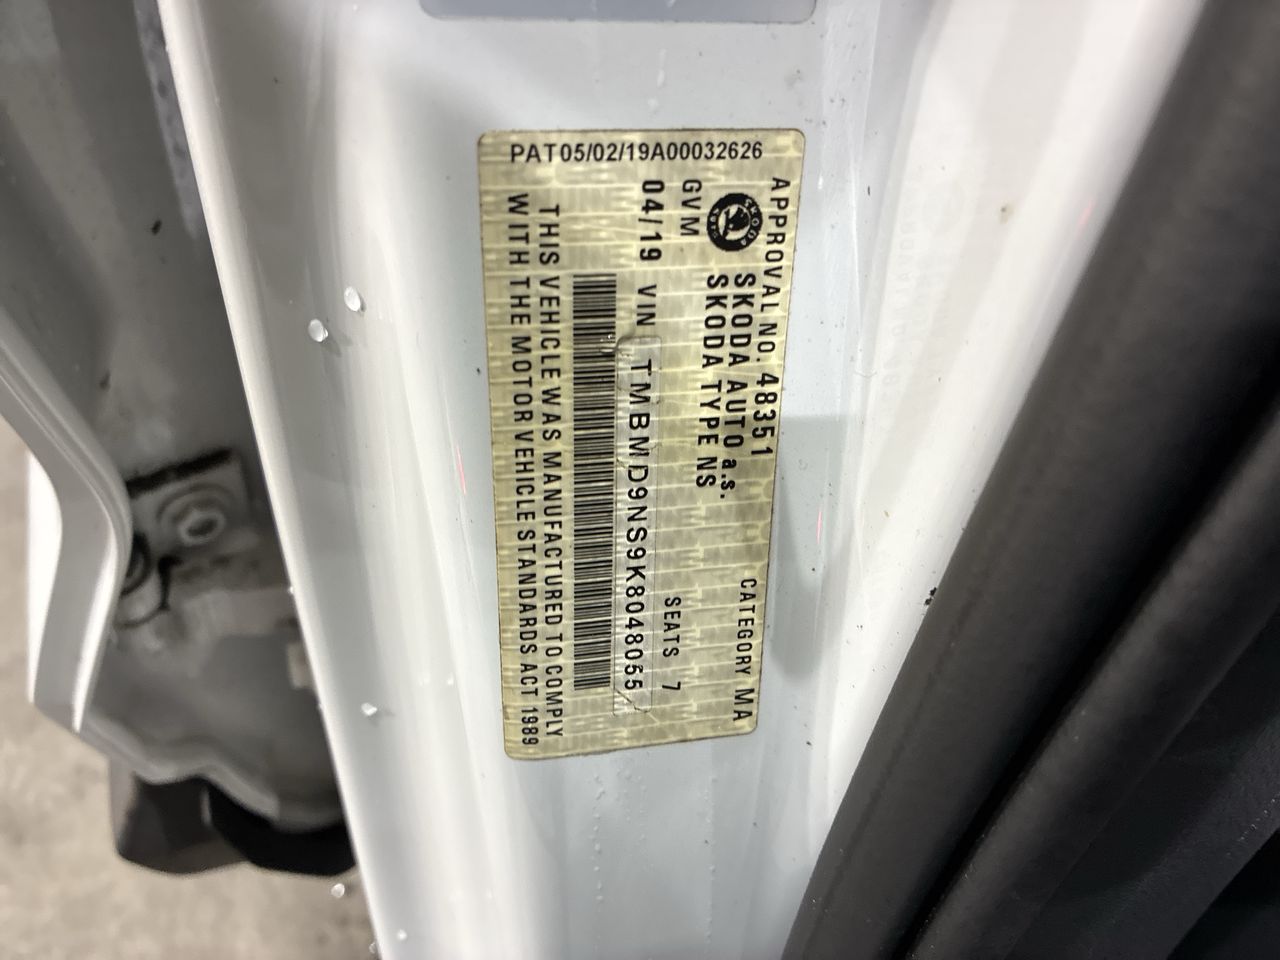 PAT05/02/19A00032626
APPROVAL NO. 48351
SKODA AUTO a.s.
SKODA TYPE NS
CATEGORY MA
GVM
SEATS 7
04/19 VIN TMBMD9NS9K8048055
THIS VEHICLE WAS MANUFACTURED TO COMPLY
WITH THE MOTOR VEHICLE STANDARDS ACT 1989